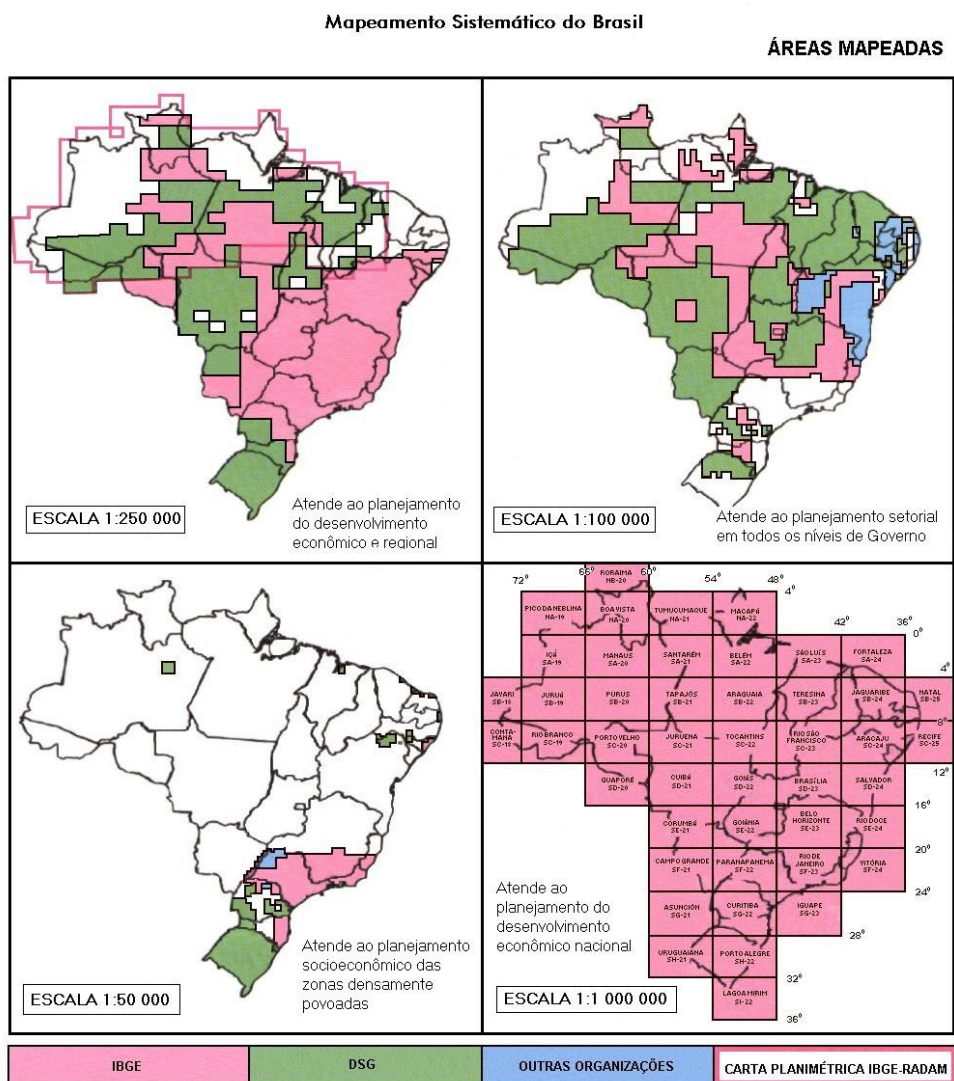 Mapeamento Sistemático do Brasil
ÁREAS MAPEADAS
ESCALA 1:250 000
Atende ao planejamento
do desenvolvimento
econômico e regional
ESCALA 1:100 000
Atende ao planejamento setorial
em todos os níveis de Governo
ESCALA 1:50 000
Atende ao planejamento
socioeconômico das
zonas densamente
povoadas
72° 66° 60° 54° 48°
RORAIMA
NB-20
4°
PICO DA NEBLINA
NA-19
BOA VISTA
NA-20
TUMUCUMAQUE
NA-21
MACAPÁ
NA-22
42° 36°
0°
IÇÁ
SA-19
MANAUS
SA-20
SANTARÉM
SA-21
BELÉM
SA-22
SÃO LUÍS
SA-23
FORTALEZA
SA-24
4°
JAVARI
SB-18
JURUÁ
SB-19
PURUS
SB-20
TAPAJÓS
SB-21
ARAGUAIA
SB-22
TERESINA
SB-23
JAGUARIBE
SB-24
NATAL
SB-25
8°
CONTA-
MANA
SC-18
RIO BRANCO
SC-19
PORTO VELHO
SC-20
JURUENA
SC-21
TOCANTINS
SC-22
RIO SÃO
FRANCISCO
SC-23
ARACAJU
SC-24
RECIFE
SC-25
12°
GUAPORÉ
SD-20
CUIBÁ
SD-21
GOIÁS
SD-22
BRASÍLIA
SD-23
SALVADOR
SD-24
16°
CORUMBÁ
SE-21
GOIÂNIA
SE-22
BELO
HORIZONTE
SE-23
RIO DOCE
SE-24
20°
CAMPO GRANDE
SF-21
PARANAPANEMA
SF-22
RIO DE
JANEIRO
SF-23
VITÓRIA
SF-24
24°
ASUNCIÓN
SG-21
CURITIBA
SG-22
IGUAPE
SG-23
28°
URUGUAIANA
SH-21
PORTO ALEGRE
SH-22
32°
LAGOA MIRIM
SI-22
36°
Atende ao
planejamento do
desenvolvimento
econômico nacional
ESCALA 1:1 000 000
IBGE
DSG
OUTRAS ORGANIZAÇÕES
CARTA PLANIMÉTRICA IBGE-RADAM